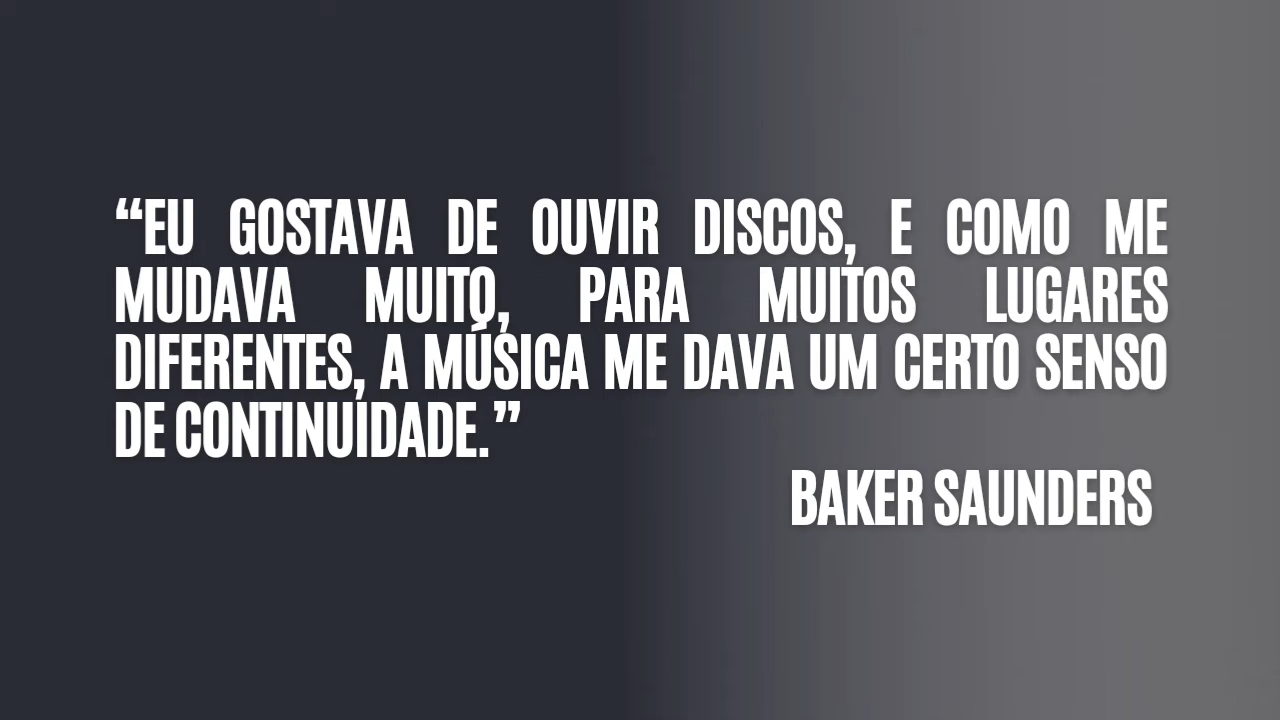 “EU GOSTAVA DE OUVIR DISCOS, E COMO ME
MUDAVA MUITO, PARA MUITOS LUGARES
DIFERENTES, A MÚSICA ME DAVA UM CERTO SENSO
DE CONTINUIDADE.”
BAKER SAUNDERS